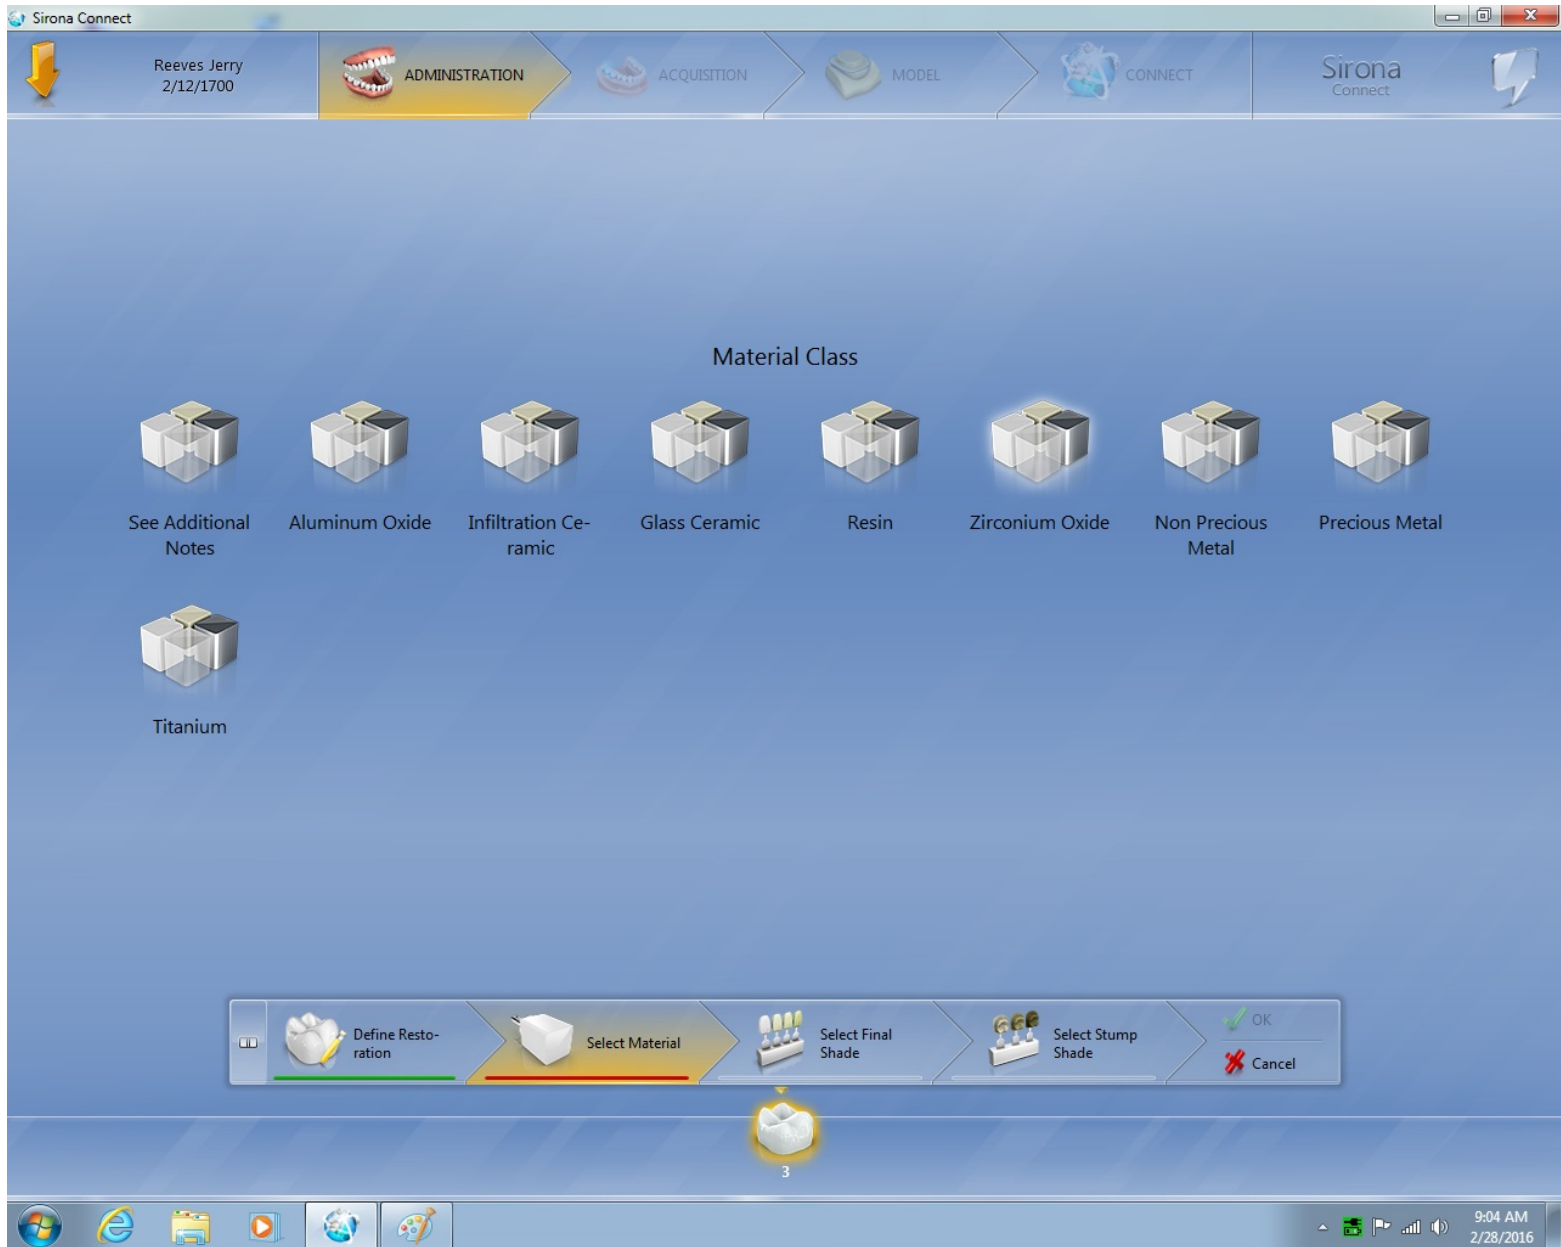 Sirona Connect
Reeves Jerry
2/12/1700
ADMINISTRATION
ACQUISITION
MODEL
CONNECT
Sirona
Connect
Material Class
See Additional
Notes
Aluminum Oxide
Infiltration Ce-
ramic
Glass Ceramic
Resin
Zirconium Oxide
Non Precious
Metal
Precious Metal
Titanium
Define Resto-
ration
Select Material
Select Final
Shade
Select Stump
Shade
OK
Cancel
3
9:04 AM
2/28/2016